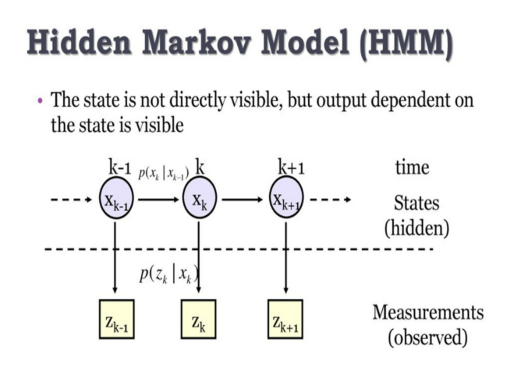 Hidden Markov Model (HMM)
• The state is not directly visible, but output dependent on
the state is visible
k-1 p(xₖ | xₖ₋₁) k k+1 time
xₖ₋₁ xₖ xₖ₊₁ States
(hidden)
p(zₖ | xₖ)
zₖ₋₁ zₖ zₖ₊₁ Measurements
(observed)